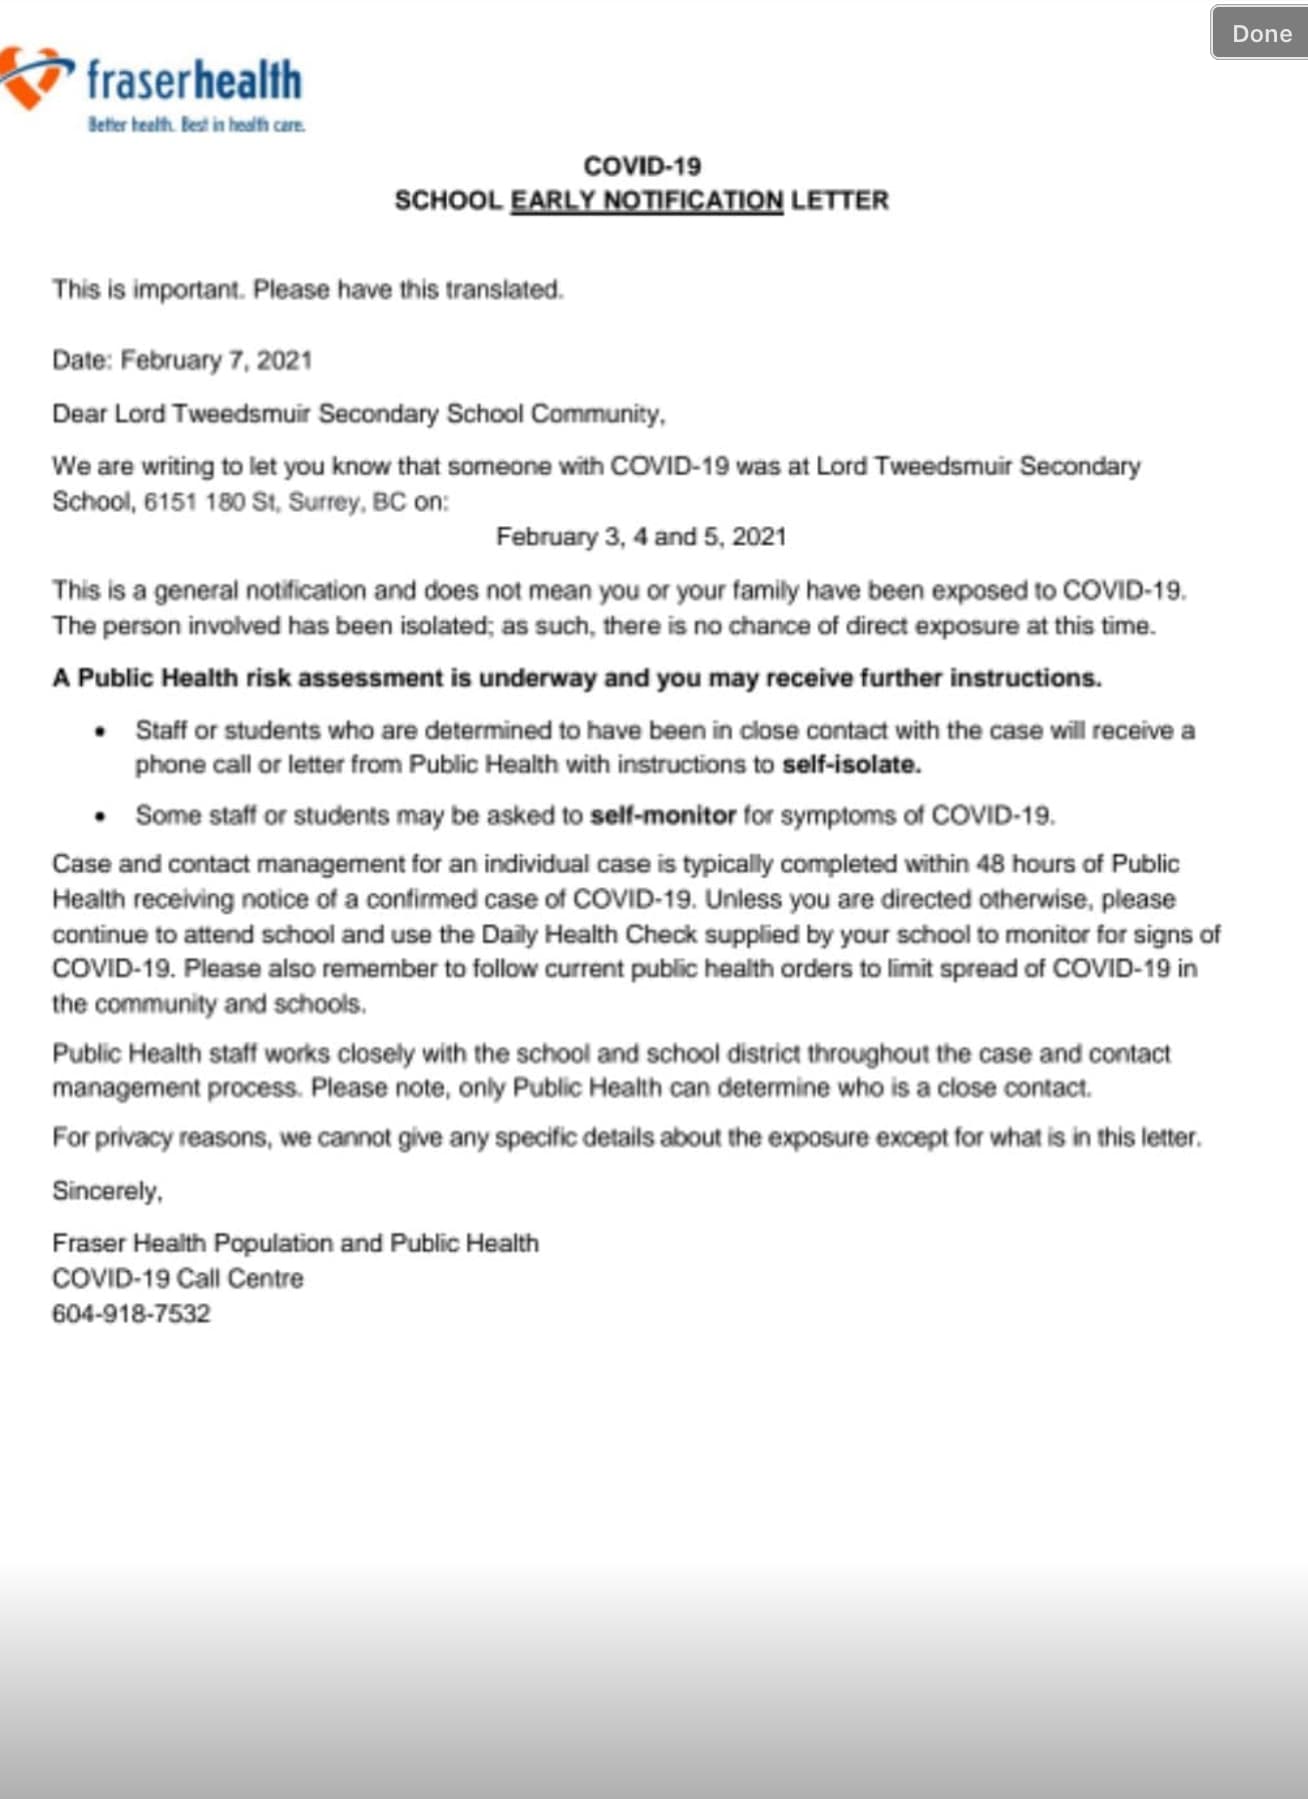 Done
fraserhealth
Better health. Best in health care.
COVID-19
SCHOOL EARLY NOTIFICATION LETTER
This is important. Please have this translated.
Date: February 7, 2021
Dear Lord Tweedsmuir Secondary School Community,
We are writing to let you know that someone with COVID-19 was at Lord Tweedsmuir Secondary
School, 6151 180 St, Surrey, BC on:
February 3, 4 and 5, 2021
This is a general notification and does not mean you or your family have been exposed to COVID-19.
The person involved has been isolated; as such, there is no chance of direct exposure at this time.
A Public Health risk assessment is underway and you may receive further instructions.
• Staff or students who are determined to have been in close contact with the case will receive a
phone call or letter from Public Health with instructions to self-isolate.
• Some staff or students may be asked to self-monitor for symptoms of COVID-19.
Case and contact management for an individual case is typically completed within 48 hours of Public
Health receiving notice of a confirmed case of COVID-19. Unless you are directed otherwise, please
continue to attend school and use the Daily Health Check supplied by your school to monitor for signs of
COVID-19. Please also remember to follow current public health orders to limit spread of COVID-19 in
the community and schools.
Public Health staff works closely with the school and school district throughout the case and contact
management process. Please note, only Public Health can determine who is a close contact.
For privacy reasons, we cannot give any specific details about the exposure except for what is in this letter.
Sincerely,
Fraser Health Population and Public Health
COVID-19 Call Centre
604-918-7532